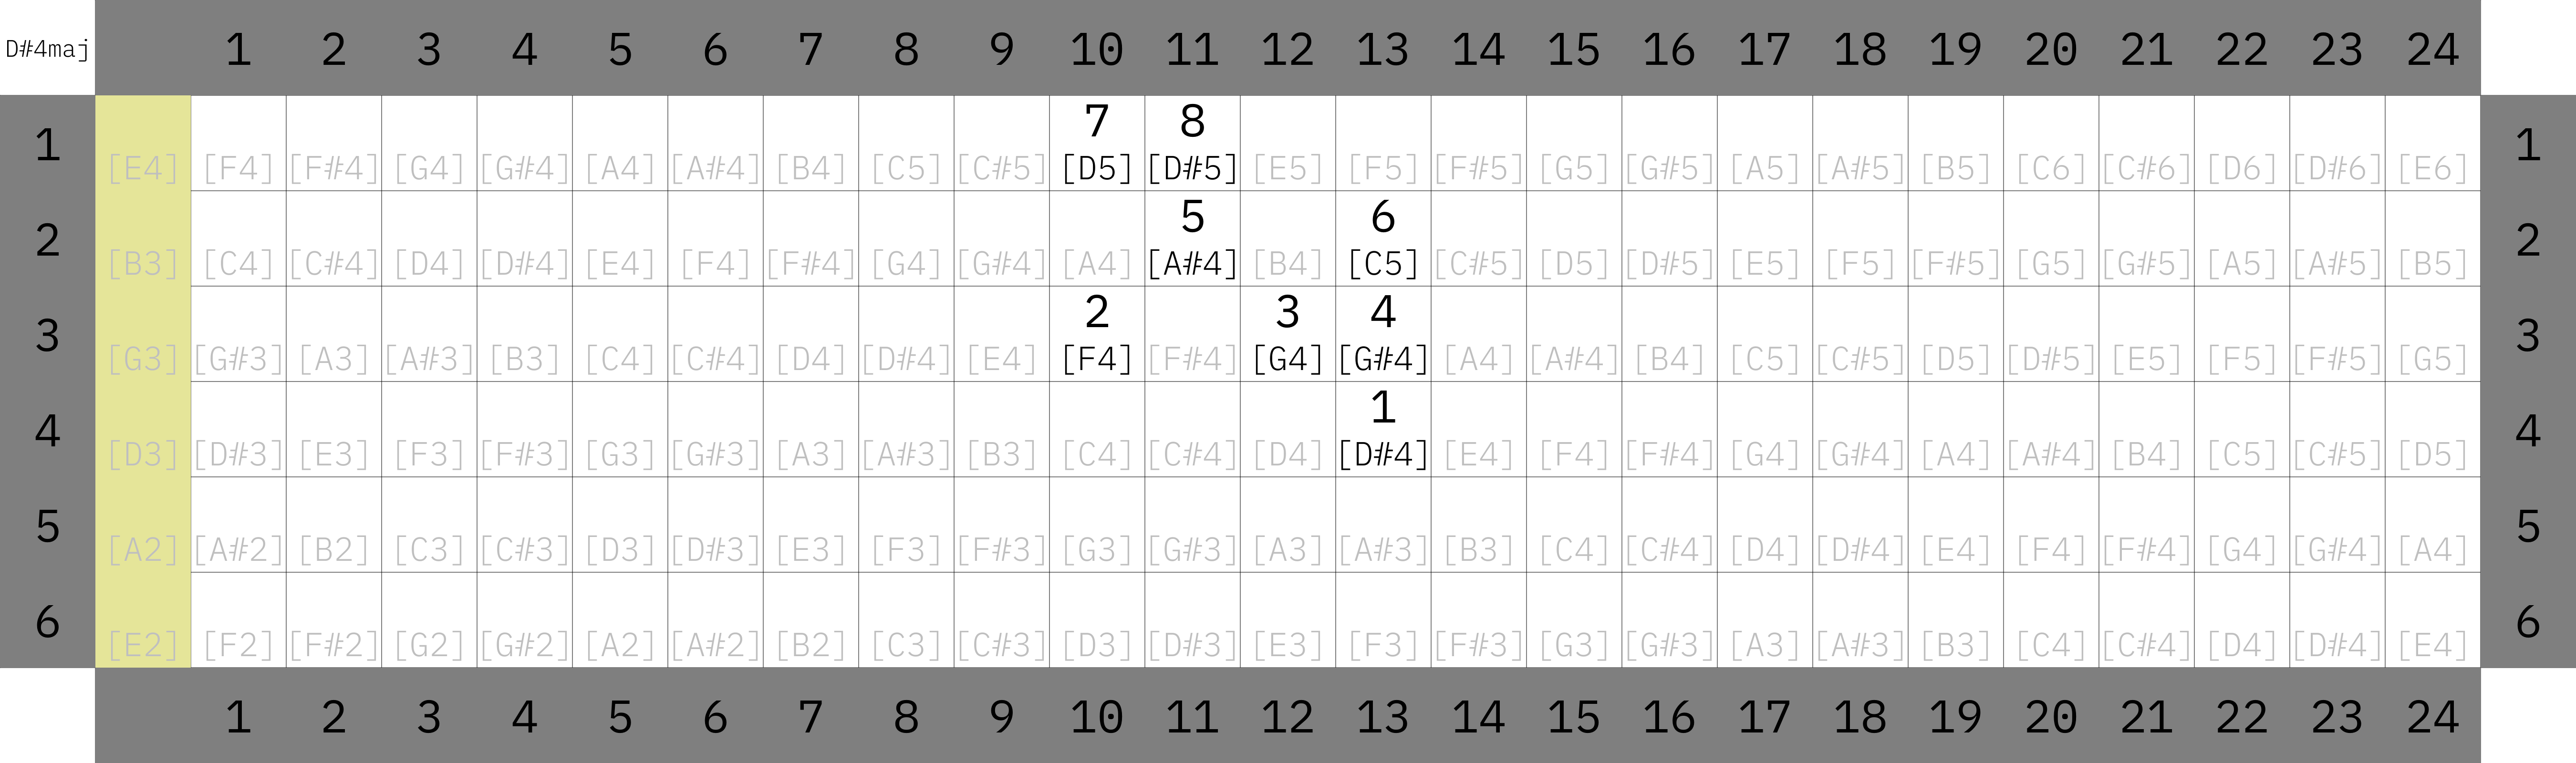 D#4maj 1 2 3 4 5 6 7 8 9 10 11 12 13 14 15 16 17 18 19 20 21 22 23 24
7 8
1 [E4] [F4] [F#4] [G4] [G#4] [A4] [A#4] [B4] [C5] [C#5] [D5] [D#5] [E5] [F5] [F#5] [G5] [G#5] [A5] [A#5] [B5] [C6] [C#6] [D6] [D#6] [E6] 1
5 6
2 [B3] [C4] [C#4] [D4] [D#4] [E4] [F4] [F#4] [G4] [G#4] [A4] [A#4] [B4] [C5] [C#5] [D5] [D#5] [E5] [F5] [F#5] [G5] [G#5] [A5] [A#5] [B5] 2
2 3 4
3 [G3] [G#3] [A3] [A#3] [B3] [C4] [C#4] [D4] [D#4] [E4] [F4] [F#4] [G4] [G#4] [A4] [A#4] [B4] [C5] [C#5] [D5] [D#5] [E5] [F5] [F#5] [G5] 3
1
4 [D3] [D#3] [E3] [F3] [F#3] [G3] [G#3] [A3] [A#3] [B3] [C4] [C#4] [D4] [D#4] [E4] [F4] [F#4] [G4] [G#4] [A4] [A#4] [B4] [C5] [C#5] [D5] 4
5 [A2] [A#2] [B2] [C3] [C#3] [D3] [D#3] [E3] [F3] [F#3] [G3] [G#3] [A3] [A#3] [B3] [C4] [C#4] [D4] [D#4] [E4] [F4] [F#4] [G4] [G#4] [A4] 5
6 [E2] [F2] [F#2] [G2] [G#2] [A2] [A#2] [B2] [C3] [C#3] [D3] [D#3] [E3] [F3] [F#3] [G3] [G#3] [A3] [A#3] [B3] [C4] [C#4] [D4] [D#4] [E4] 6
1 2 3 4 5 6 7 8 9 10 11 12 13 14 15 16 17 18 19 20 21 22 23 24